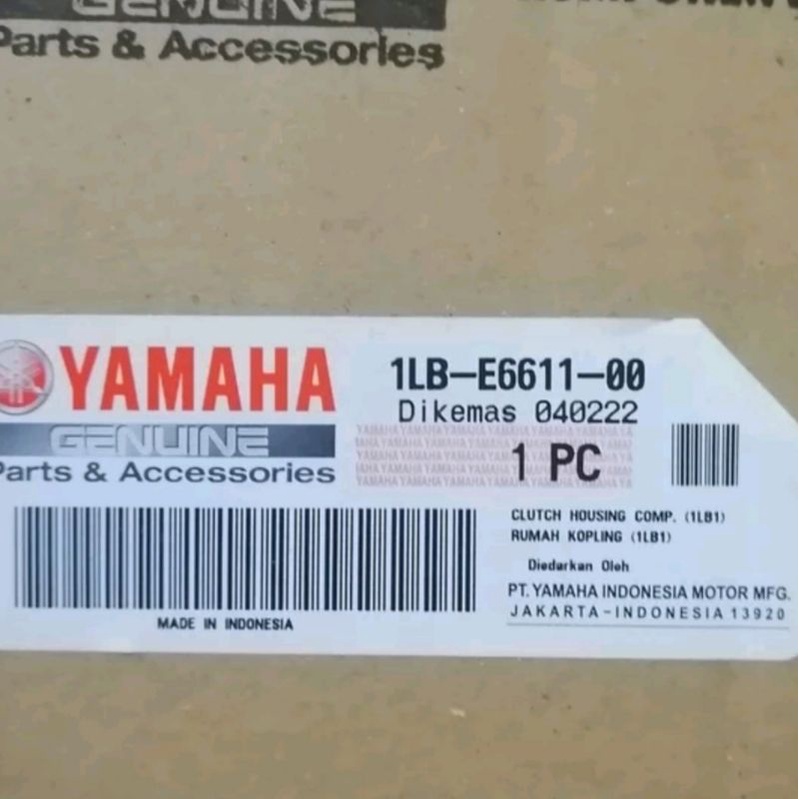 GENUINE
Parts & Accessories
YAMAHA
GENUINE
Parts & Accessories
1LB-E6611-00
Dikemas 040222
1 PC
CLUTCH HOUSING COMP. (1LB1)
RUMAH KOPLING (1LB1)
Diedarkan Oleh
PT. YAMAHA INDONESIA MOTOR MFG.
JAKARTA-INDONESIA 13920
MADE IN INDONESIA